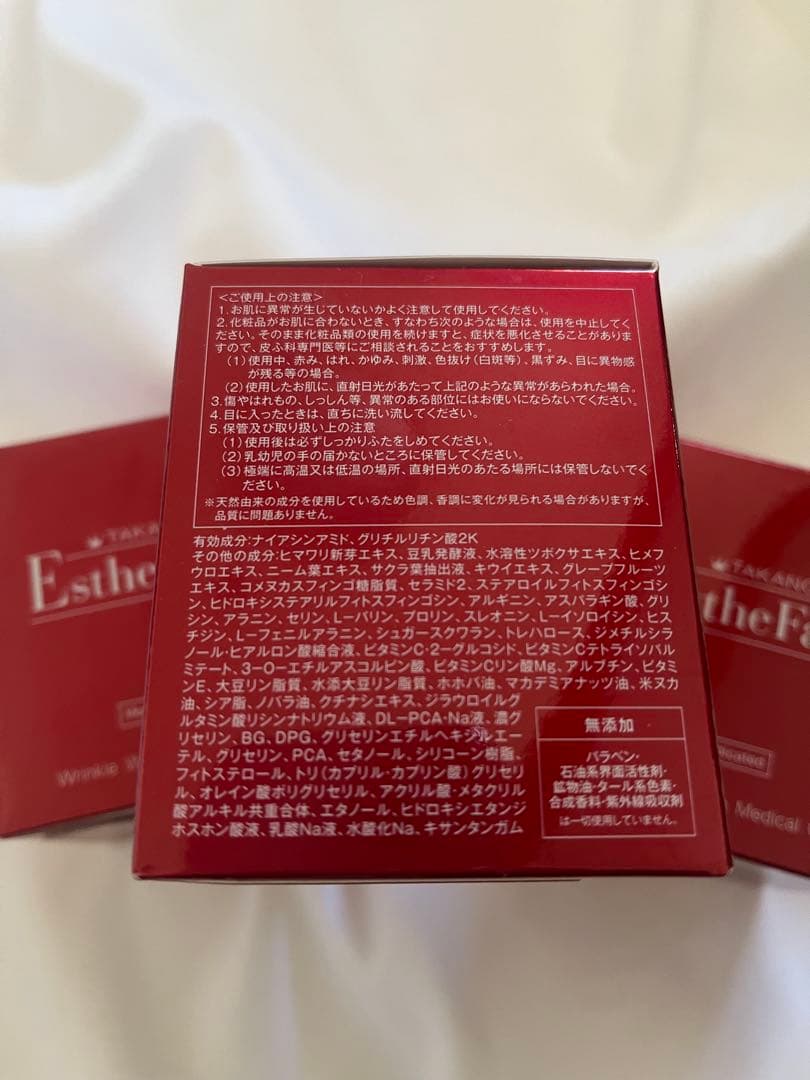 <ご使用上の注意>
1.お肌に異常が生じていないかよく注意して使用してください。
2.化粧品がお肌に合わないとき、すなわち次のような場合は、使用を中止してく
ださい。そのまま化粧品類の使用を続けますと、症状を悪化させることがありま
すので、皮ふ科専門医等にご相談されることをおすすめします。
(1)使用中、赤み、はれ、かゆみ、刺激、色抜け(白斑等)、黒ずみ、目に異物感
が残る等の場合。
(2)使用したお肌に、直射日光があたって上記のような異常があらわれた場合。
3.傷やはれもの、しっしん等、異常のある部位にはお使いにならないでください。
4.目に入ったときは、直ちに洗い流してください。
5.保管及び取り扱い上の注意
(1)使用後は必ずしっかりふたをしめてください。
(2)乳幼児の手の届かないところに保管してください。
(3)極端に高温又は低温の場所、直射日光のあたる場所には保管しないでく
ださい。
※天然由来の成分を使用しているため色調、香調に変化が見られる場合がありますが、
品質に問題ありません。
有効成分:ナイアシンアミド、グリチルリチン酸2K
その他の成分:ヒマワリ新芽エキス、豆乳発酵液、水溶性ツボクサエキス、ヒメフ
ウロエキス、ニーム葉エキス、サクラ葉抽出液、キウイエキス、グレープフルーツ
エキス、コメヌカスフィンゴ糖脂質、セラミド2、ステアロイルフィトスフィンゴシ
ン、ヒドロキシステアリルフィトスフィンゴシン、アルギニン、アスパラギン酸、グリ
シン、アラニン、セリン、L-バリン、プロリン、スレオニン、L-イソロイシン、ヒス
チジン、L-フェニルアラニン、シュガースクワラン、トレハロース、ジメチルシラ
ノール・ヒアルロン酸縮合液、ビタミンC・2-グルコシド、ビタミンCテトライソパル
ミテート、3-O-エチルアスコルビン酸、ビタミンCリン酸Mg、アルブチン、ビタミ
ンE、大豆リン脂質、水添大豆リン脂質、ホホバ油、マカデミアナッツ油、米ヌカ
油、シア脂、ノバラ油、クチナシエキス、ジラウロイルグ
ルタミン酸リシンナトリウム液、DL-PCA・Na液、濃グ
リセリン、BG、DPG、グリセリンエチルヘキシルエー
テル、グリセリン、PCA、セタノール、シリコーン樹脂、
フィトステロール、トリ(カプリル・カプリン酸)グリセリ
ル、オレイン酸ポリグリセリル、アクリル酸・メタクリル
酸アルキル共重合体、エタノール、ヒドロキシエタンジ
ホスホン酸液、乳酸Na液、水酸化Na、キサンタンガム
無添加
パラベン・
石油系界面活性剤・
鉱物油・タール系色素・
合成香料・紫外線吸収剤
は一切使用していません。
TAKANO
Esthe
Wrinkle W
TAKANO
stheFa
icated
Medical